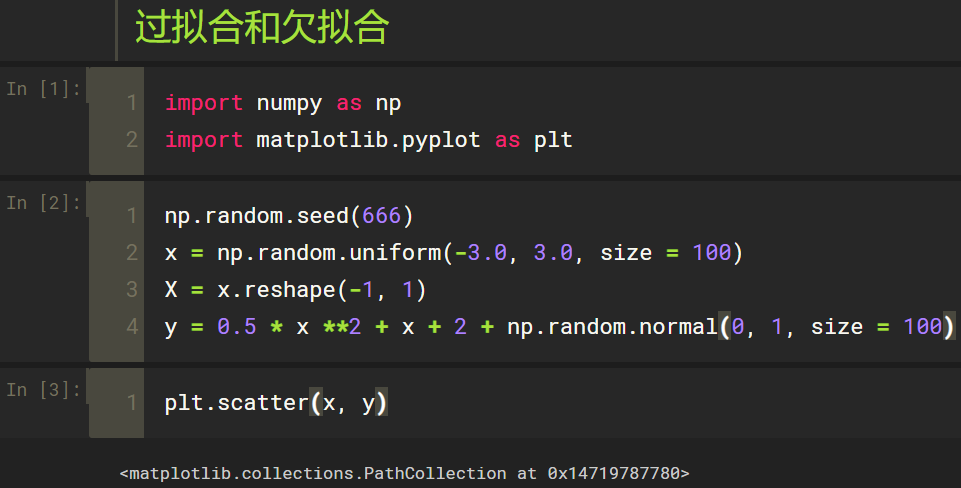 过拟合和欠拟合
In [1]:
1 import numpy as np
2 import matplotlib.pyplot as plt
In [2]:
1 np.random.seed(666)
2 x = np.random.uniform(-3.0, 3.0, size = 100)
3 X = x.reshape(-1, 1)
4 y = 0.5 * x **2 + x + 2 + np.random.normal(0, 1, size = 100)
In [3]:
1 plt.scatter(x, y)
<matplotlib.collections.PathCollection at 0x14719787780>